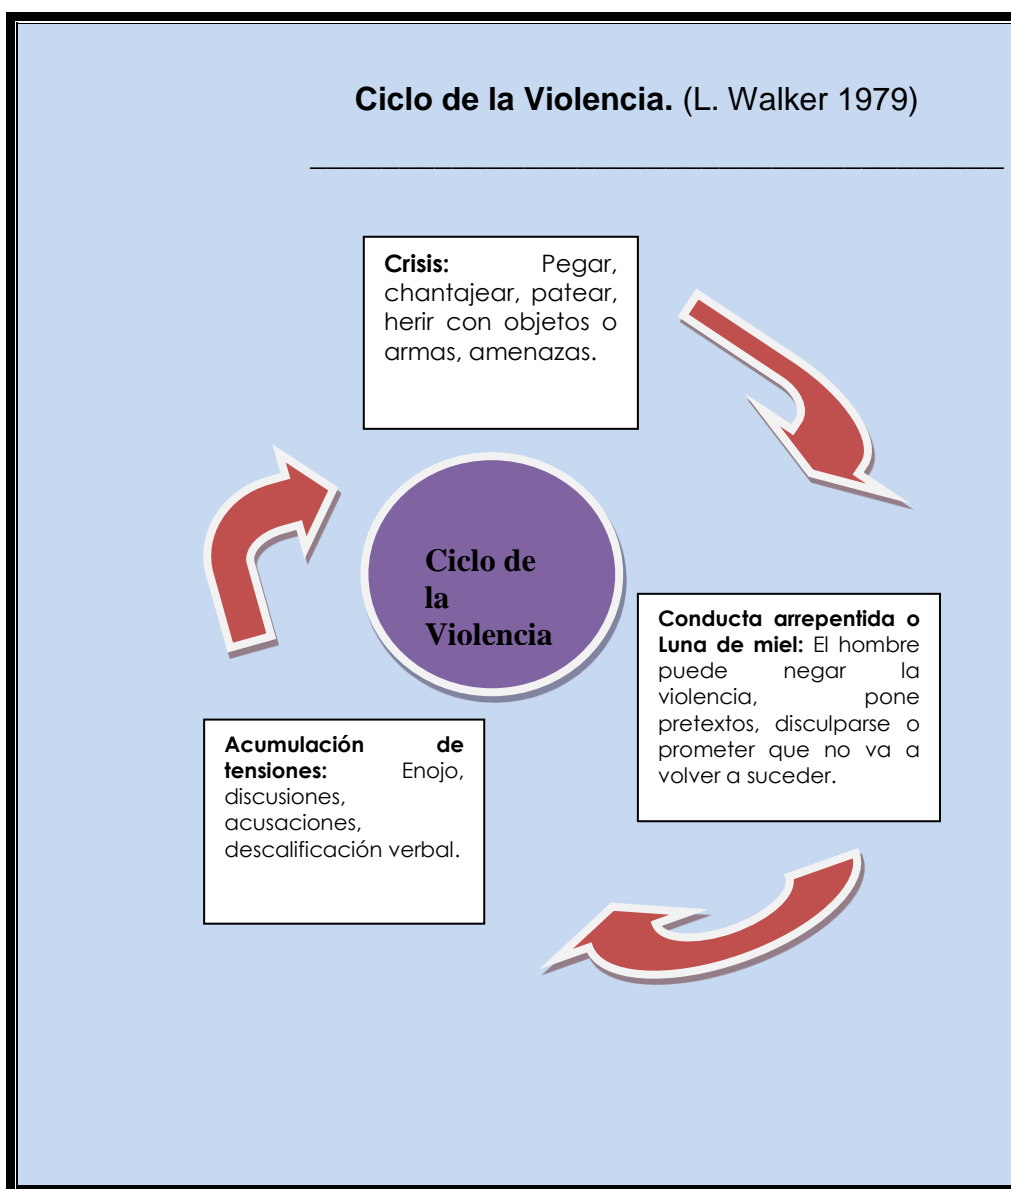 Ciclo de la Violencia. (L. Walker 1979)
Crisis: Pegar,
chantajear, patear,
herir con objetos o
armas, amenazas.
Ciclo de
la
Violencia
Conducta arrepentida o
Luna de miel: El hombre
puede negar la
violencia, pone
pretextos, disculparse o
prometer que no va a
volver a suceder.
Acumulación de
tensiones: Enojo,
discusiones,
acusaciones,
descalificación verbal.